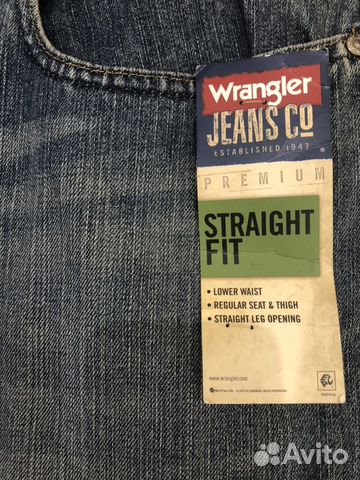 Wrangler
JEANS CO
ESTABLISHED 1947
®
PREMIUM
STRAIGHT
FIT
• LOWER WAIST
• REGULAR SEAT & THIGH
• STRAIGHT LEG OPENING
www.wrangler.com
Avito